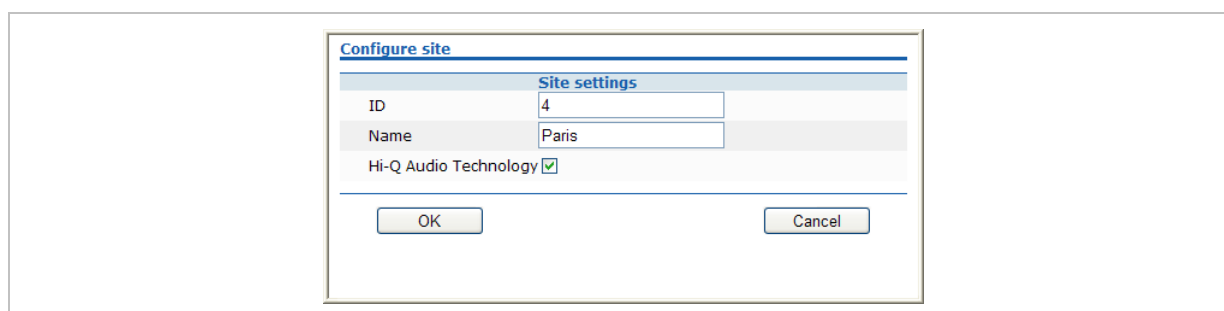 Configure site
Site settings
ID 4
Name Paris
Hi-Q Audio Technology
OK Cancel